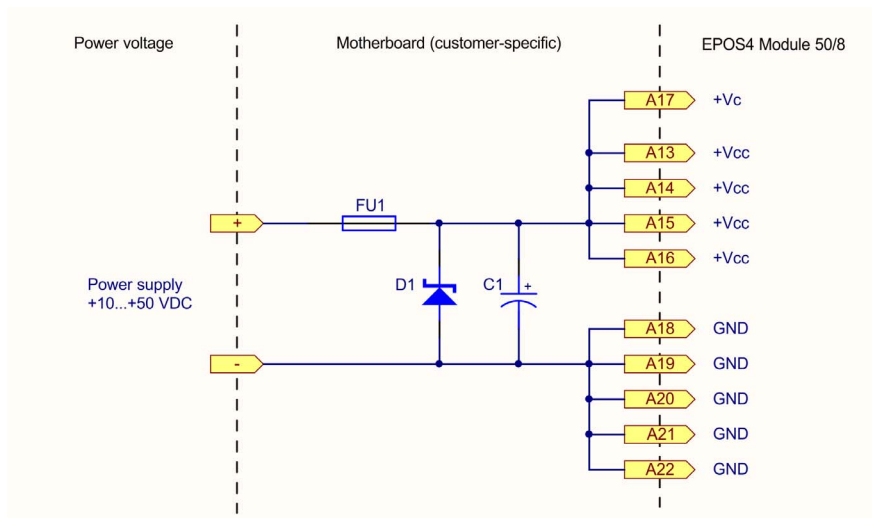 Power voltage
Motherboard (customer-specific)
EPOS4 Module 50/8
A17 +Vc
A13 +Vcc
A14 +Vcc
FU1
+ A15 +Vcc
A16 +Vcc
Power supply
+10...+50 VDC
D1 C1 +
A18 GND
- A19 GND
A20 GND
A21 GND
A22 GND